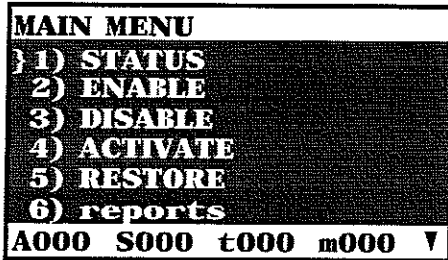 MAIN MENU
}1) STATUS
2) ENABLE
3) DISABLE
4) ACTIVATE
5) RESTORE
6) reports
A000 S000 t000 m000 ▼